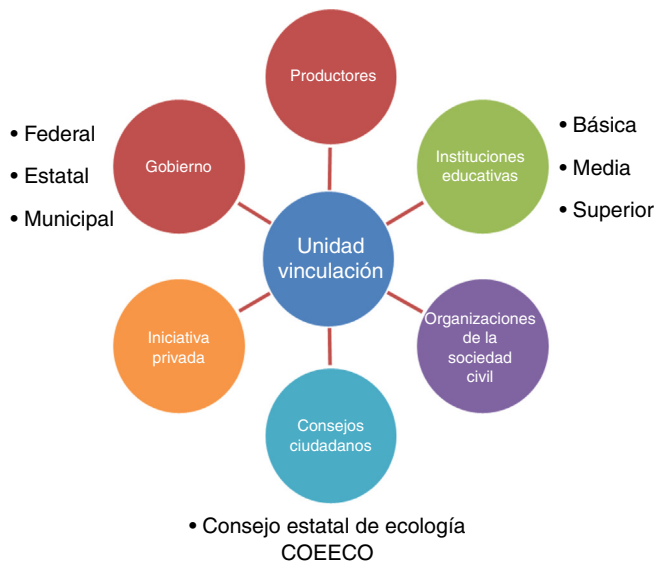 Productores
• Federal
• Estatal
• Municipal
Gobierno
Instituciones
educativas
• Básica
• Media
• Superior
Unidad
vinculación
Iniciativa
privada
Organizaciones
de la
sociedad
civil
Consejos
ciudadanos
• Consejo estatal de ecología
COEECO